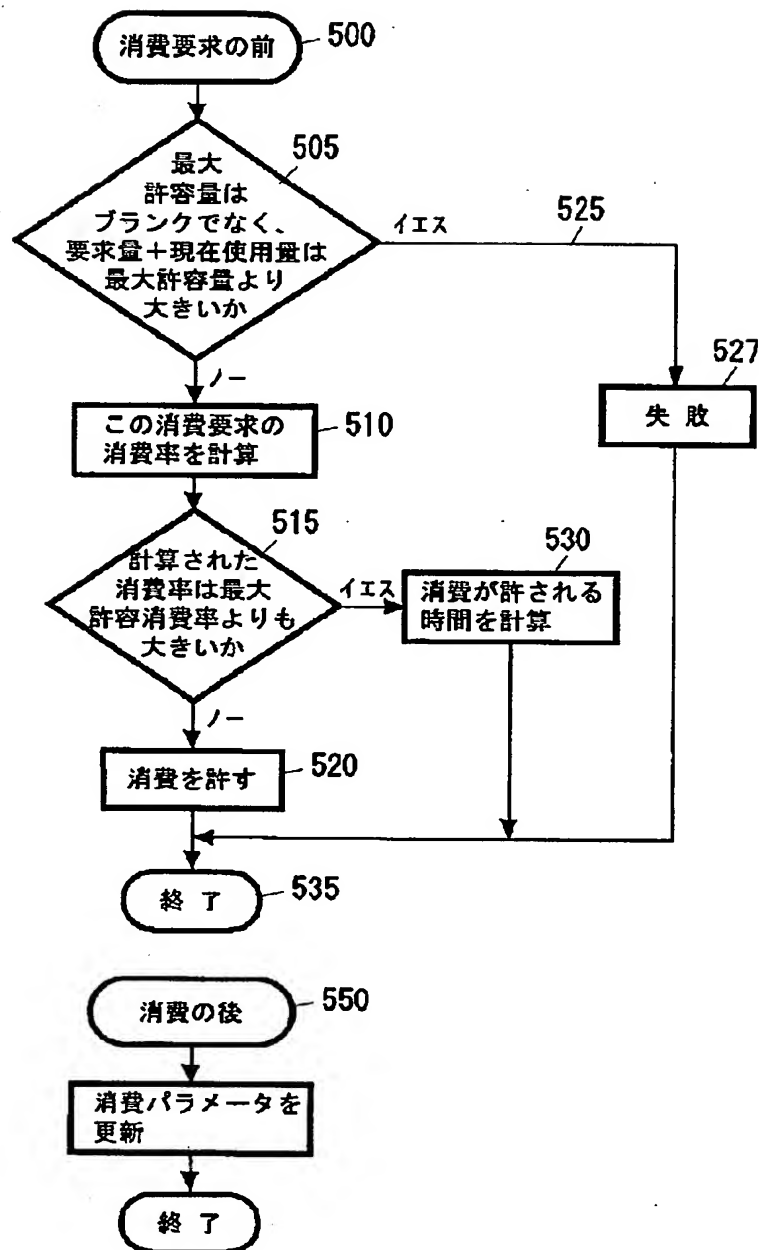 消費要求の前
500
505
最大
許容量は
ブランクでなく、
要求量+現在使用量は
最大許容量より
大きいか
イエス
525
527
失 敗
ノー
この消費要求の
消費率を計算
510
515
計算された
消費率は最大
許容消費率よりも
大きいか
イエス
530
消費が許される
時間を計算
ノー
消費を許す
520
終 了
535
消費の後
550
消費パラメータを
更新
終 了